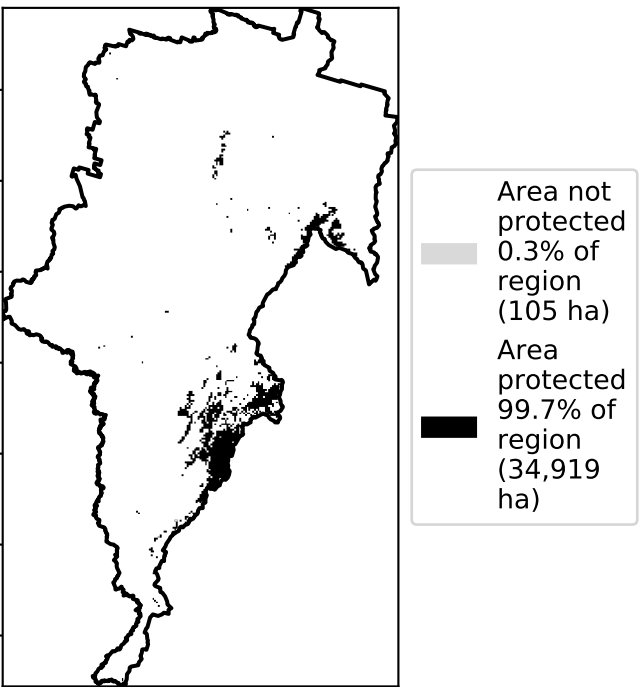 Area not
protected
0.3% of
region
(105 ha)
Area
protected
99.7% of
region
(34,919
ha)